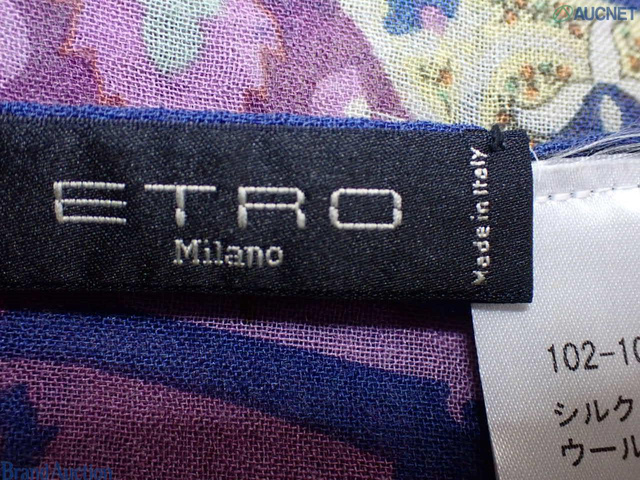 AUCNET
ETRO
Milano
Made in Italy
102-10
シルク
ウール
Brand Auction